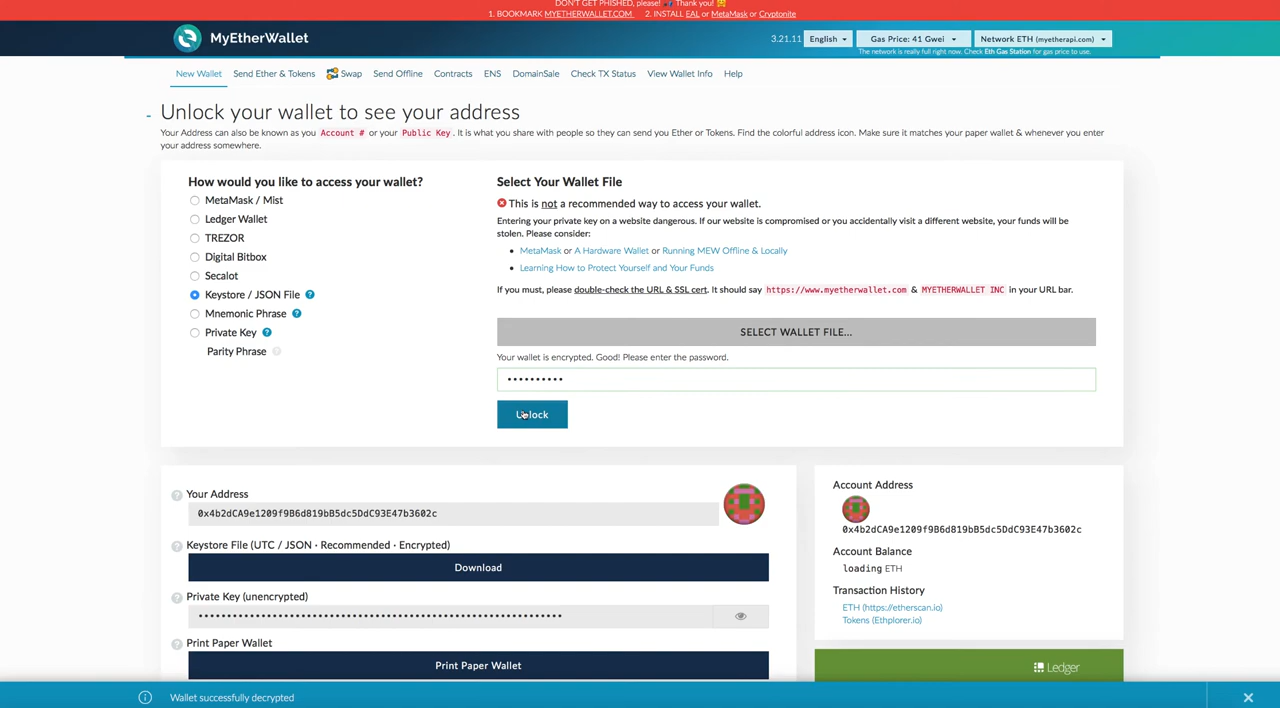 DON'T GET PHISHED, please! Thank you!
1. BOOKMARK MYETHERWALLET.COM 2. INSTALL EAL or MetaMask or Cryptonite
MyEtherWallet
3.21.11 English Gas Price: 41 Gwei Network ETH (myetherapi.com)
The network is really full right now. Check Eth Gas Station for gas price to use.
New Wallet Send Ether & Tokens Swap Send Offline Contracts ENS DomainSale Check TX Status View Wallet Info Help
Unlock your wallet to see your address
Your Address can also be known as you Account # or your Public Key . It is what you share with people so they can send you Ether or Tokens. Find the colorful address icon. Make sure it matches your paper wallet & whenever you enter
your address somewhere.
How would you like to access your wallet?
MetaMask / Mist
Ledger Wallet
TREZOR
Digital Bitbox
Secalot
Keystore / JSON File ?
Mnemonic Phrase ?
Private Key ?
Parity Phrase ?
Select Your Wallet File
This is not a recommended way to access your wallet.
Entering your private key on a website dangerous. If our website is compromised or you accidentally visit a different website, your funds will be
stolen. Please consider:
• MetaMask or A Hardware Wallet or Running MEW Offline & Locally
• Learning How to Protect Yourself and Your Funds
If you must, please double-check the URL & SSL cert. It should say https://www.myetherwallet.com & MYETHERWALLET INC in your URL bar.
SELECT WALLET FILE...
Your wallet is encrypted. Good! Please enter the password.
••••••••••
Unlock
? Your Address
0x4b2dCA9e1209f9B6d819bB5dc5DdC93E47b3602c
? Keystore File (UTC / JSON · Recommended · Encrypted)
Download
? Private Key (unencrypted)
? Print Paper Wallet
Print Paper Wallet
Account Address
0x4b2dCA9e1209f9B6d819bB5dc5DdC93E47b3602c
Account Balance
loading ETH
Transaction History
ETH (https://etherscan.io)
Tokens (Ethplorer.io)
Ledger
Wallet successfully decrypted